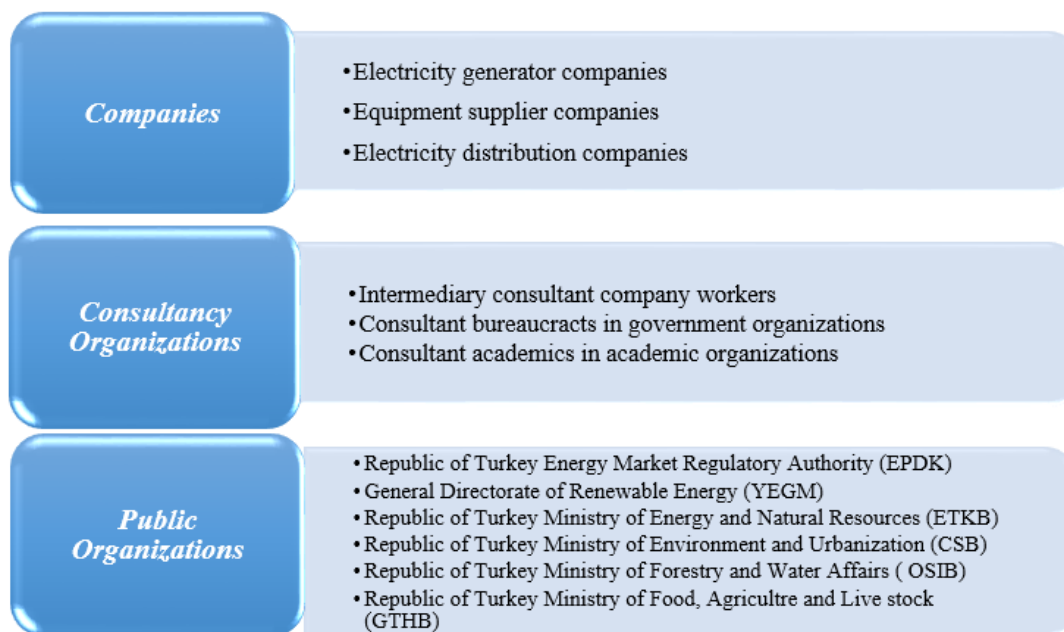 Companies
•Electricity generator companies
•Equipment supplier companies
•Electricity distribution companies
Consultancy
Organizations
•Intermediary consultant company workers
•Consultant bureaucracts in government organizations
•Consultant academics in academic organizations
Public
Organizations
•Republic of Turkey Energy Market Regulatory Authority (EPDK)
•General Directorate of Renewable Energy (YEGM)
•Republic of Turkey Ministry of Energy and Natural Resources (ETKB)
•Republic of Turkey Ministry of Environment and Urbanization (CSB)
•Republic of Turkey Ministry of Forestry and Water Affairs ( OSIB)
•Republic of Turkey Ministry of Food, Agricultre and Live stock
(GTHB)